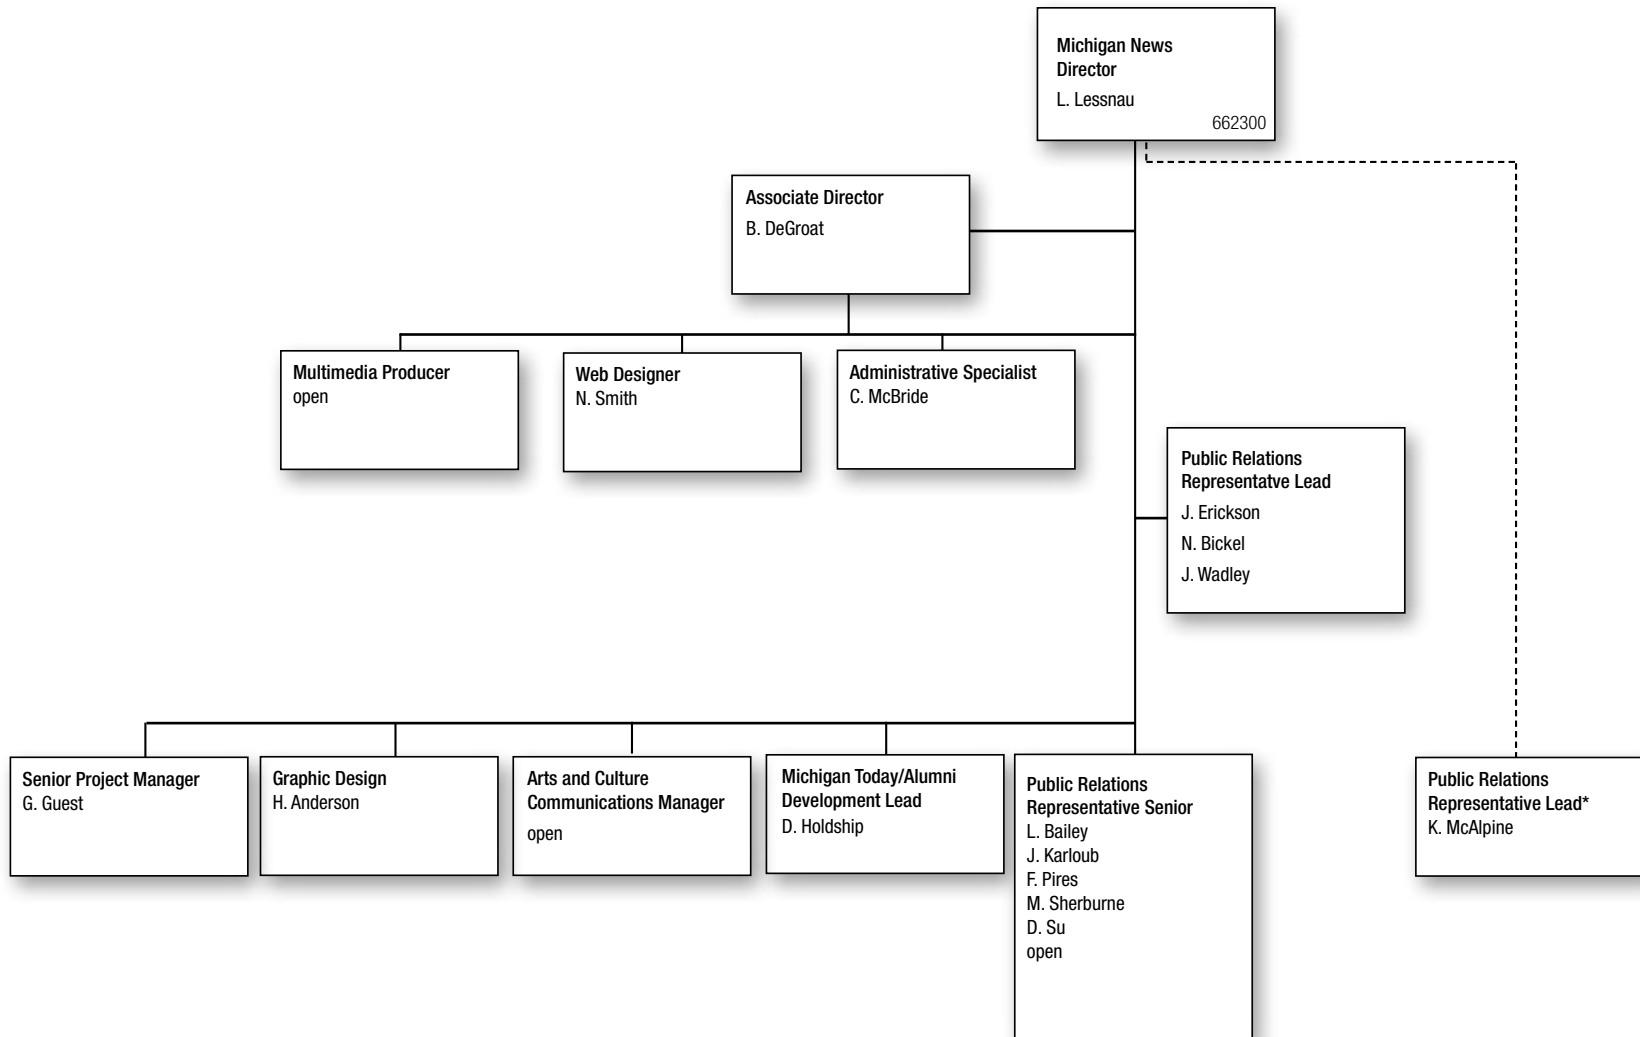 Michigan News
Director
L. Lessnau
662300
Associate Director
B. DeGroat
Multimedia Producer
open
Web Designer
N. Smith
Administrative Specialist
C. McBride
Public Relations
Representatve Lead
J. Erickson
N. Bickel
J. Wadley
Senior Project Manager
G. Guest
Graphic Design
H. Anderson
Arts and Culture
Communications Manager
open
Michigan Today/Alumni
Development Lead
D. Holdship
Public Relations
Representative Senior
L. Bailey
J. Karloub
F. Pires
M. Sherburne
D. Su
open
Public Relations
Representative Lead*
K. McAlpine